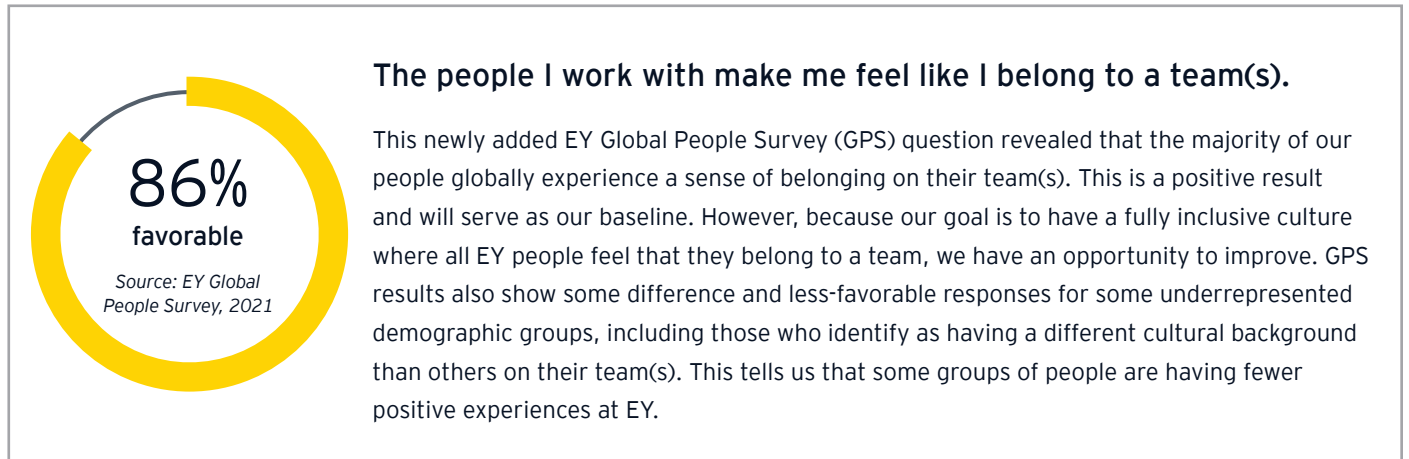 86%
favorable
Source: EY Global
People Survey, 2021
The people I work with make me feel like I belong to a team(s).
This newly added EY Global People Survey (GPS) question revealed that the majority of our
people globally experience a sense of belonging on their team(s). This is a positive result
and will serve as our baseline. However, because our goal is to have a fully inclusive culture
where all EY people feel that they belong to a team, we have an opportunity to improve. GPS
results also show some difference and less-favorable responses for some underrepresented
demographic groups, including those who identify as having a different cultural background
than others on their team(s). This tells us that some groups of people are having fewer
positive experiences at EY.